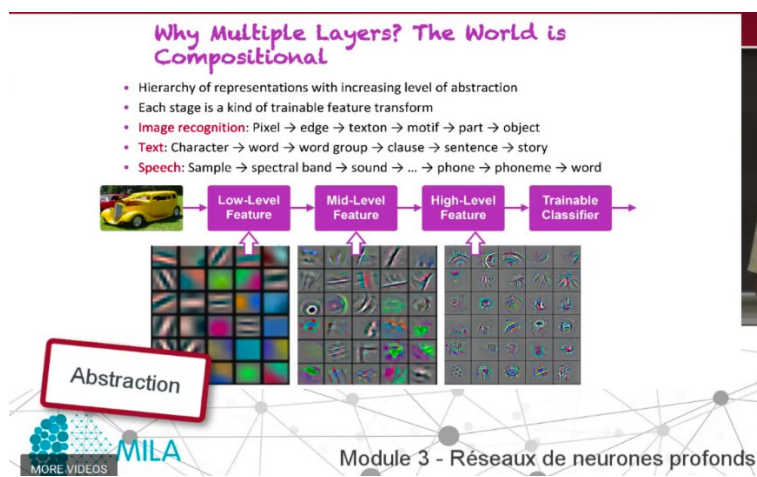 Why Multiple Layers? The World is
Compositional
• Hierarchy of representations with increasing level of abstraction
• Each stage is a kind of trainable feature transform
• Image recognition: Pixel → edge → texton → motif → part → object
• Text: Character → word → word group → clause → sentence → story
• Speech: Sample → spectral band → sound → ... → phone → phoneme → word
Low-Level
Feature
Mid-Level
Feature
High-Level
Feature
Trainable
Classifier
Abstraction
MILA
MORE VIDEOS
Module 3 - Réseaux de neurones profonds